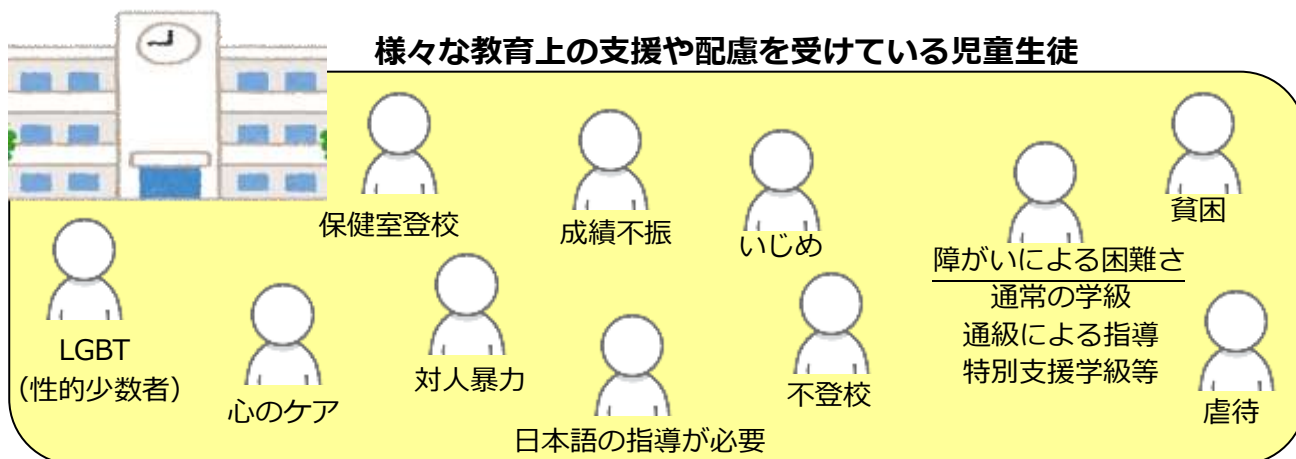 様々な教育上の支援や配慮を受けている児童生徒
保健室登校
成績不振
いじめ
障がいによる困難さ
通常の学級
通級による指導
特別支援学級等
貧困
LGBT
（性的少数者）
心のケア
対人暴力
日本語の指導が必要
不登校
虐待